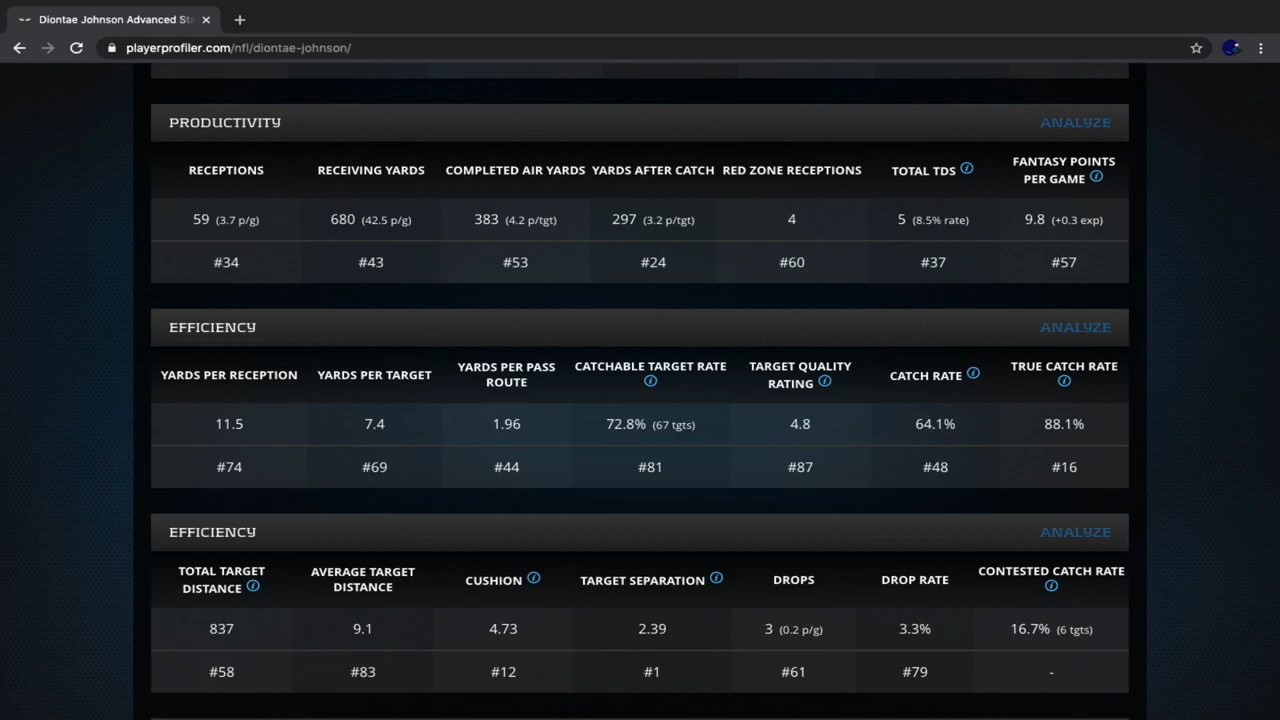 Diontae Johnson Advanced Sta
playerprofiler.com/nfl/diontae-johnson/
PRODUCTIVITY ANALYZE
RECEPTIONS RECEIVING YARDS COMPLETED AIR YARDS YARDS AFTER CATCH RED ZONE RECEPTIONS TOTAL TDS FANTASY POINTS
PER GAME
59 (3.7 p/g) 680 (42.5 p/g) 383 (4.2 p/tgt) 297 (3.2 p/tgt) 4 5 (8.5% rate) 9.8 (+0.3 exp)
#34 #43 #53 #24 #60 #37 #57
EFFICIENCY ANALYZE
YARDS PER RECEPTION YARDS PER TARGET YARDS PER PASS
ROUTE CATCHABLE TARGET RATE TARGET QUALITY
RATING CATCH RATE TRUE CATCH RATE
11.5 7.4 1.96 72.8% (67 tgts) 4.8 64.1% 88.1%
#74 #69 #44 #81 #87 #48 #16
EFFICIENCY ANALYZE
TOTAL TARGET
DISTANCE AVERAGE TARGET
DISTANCE CUSHION TARGET SEPARATION DROPS DROP RATE CONTESTED CATCH RATE
837 9.1 4.73 2.39 3 (0.2 p/g) 3.3% 16.7% (6 tgts)
#58 #83 #12 #1 #61 #79 -